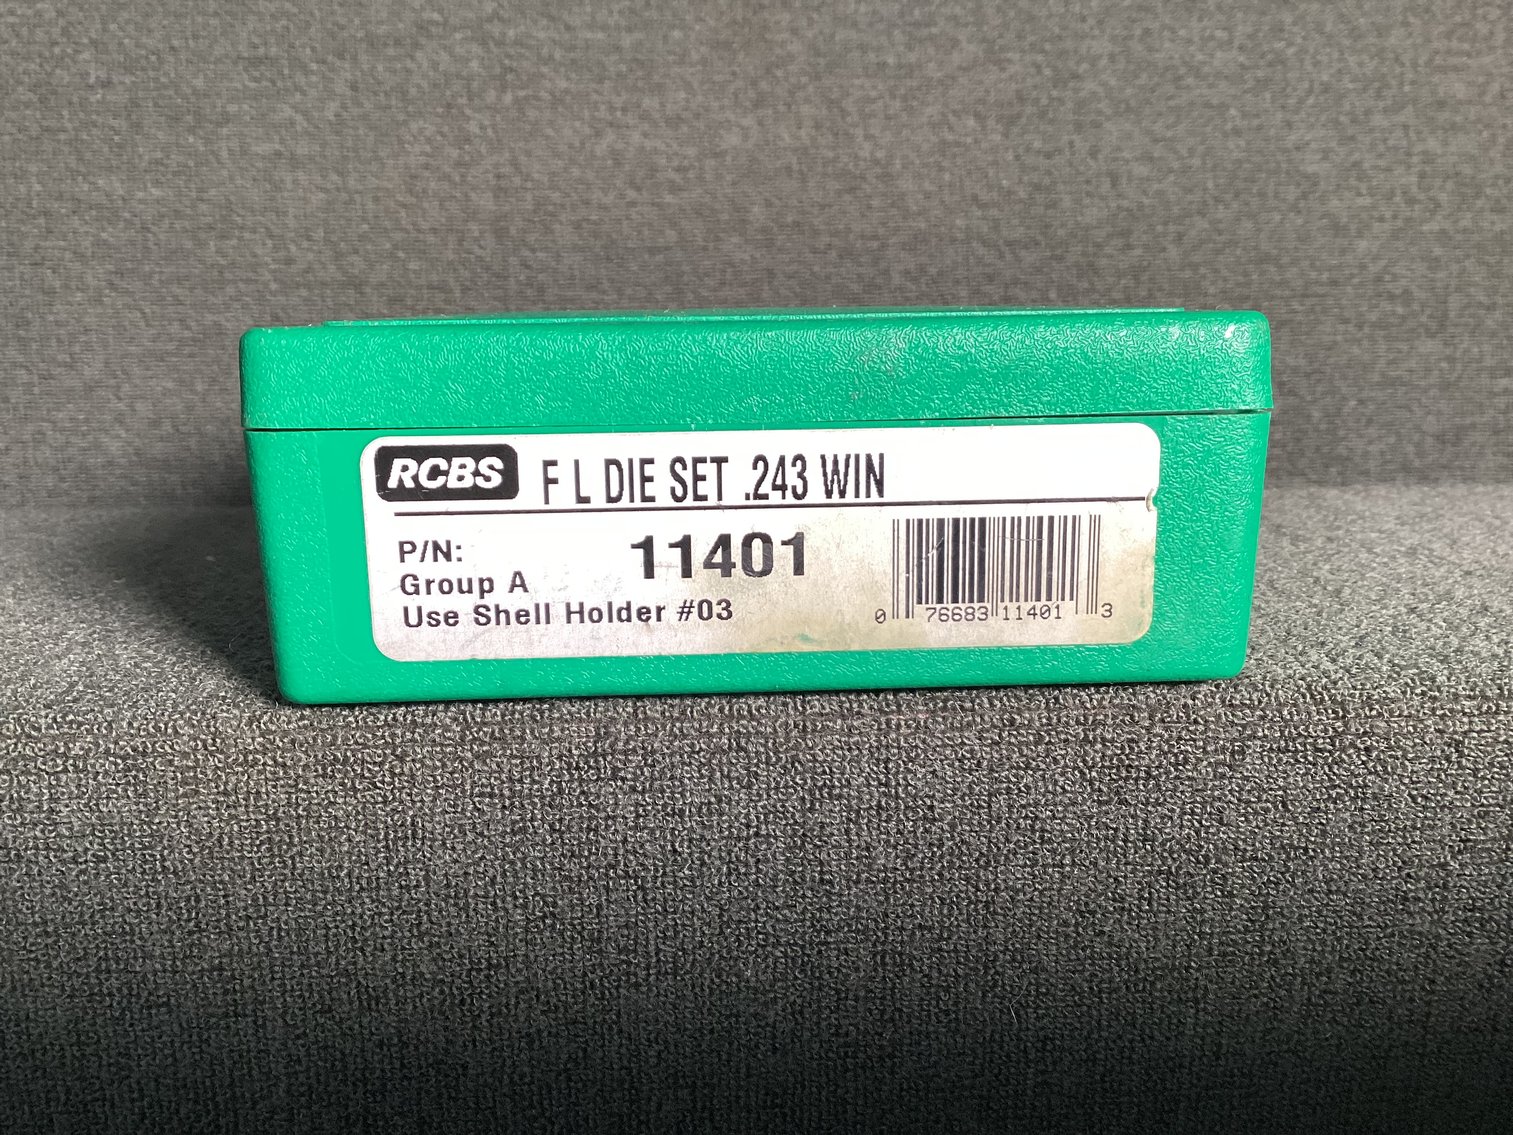 RCBS F L DIE SET .243 WIN
P/N: 11401
Group A
Use Shell Holder #03
0 76683 11401 3